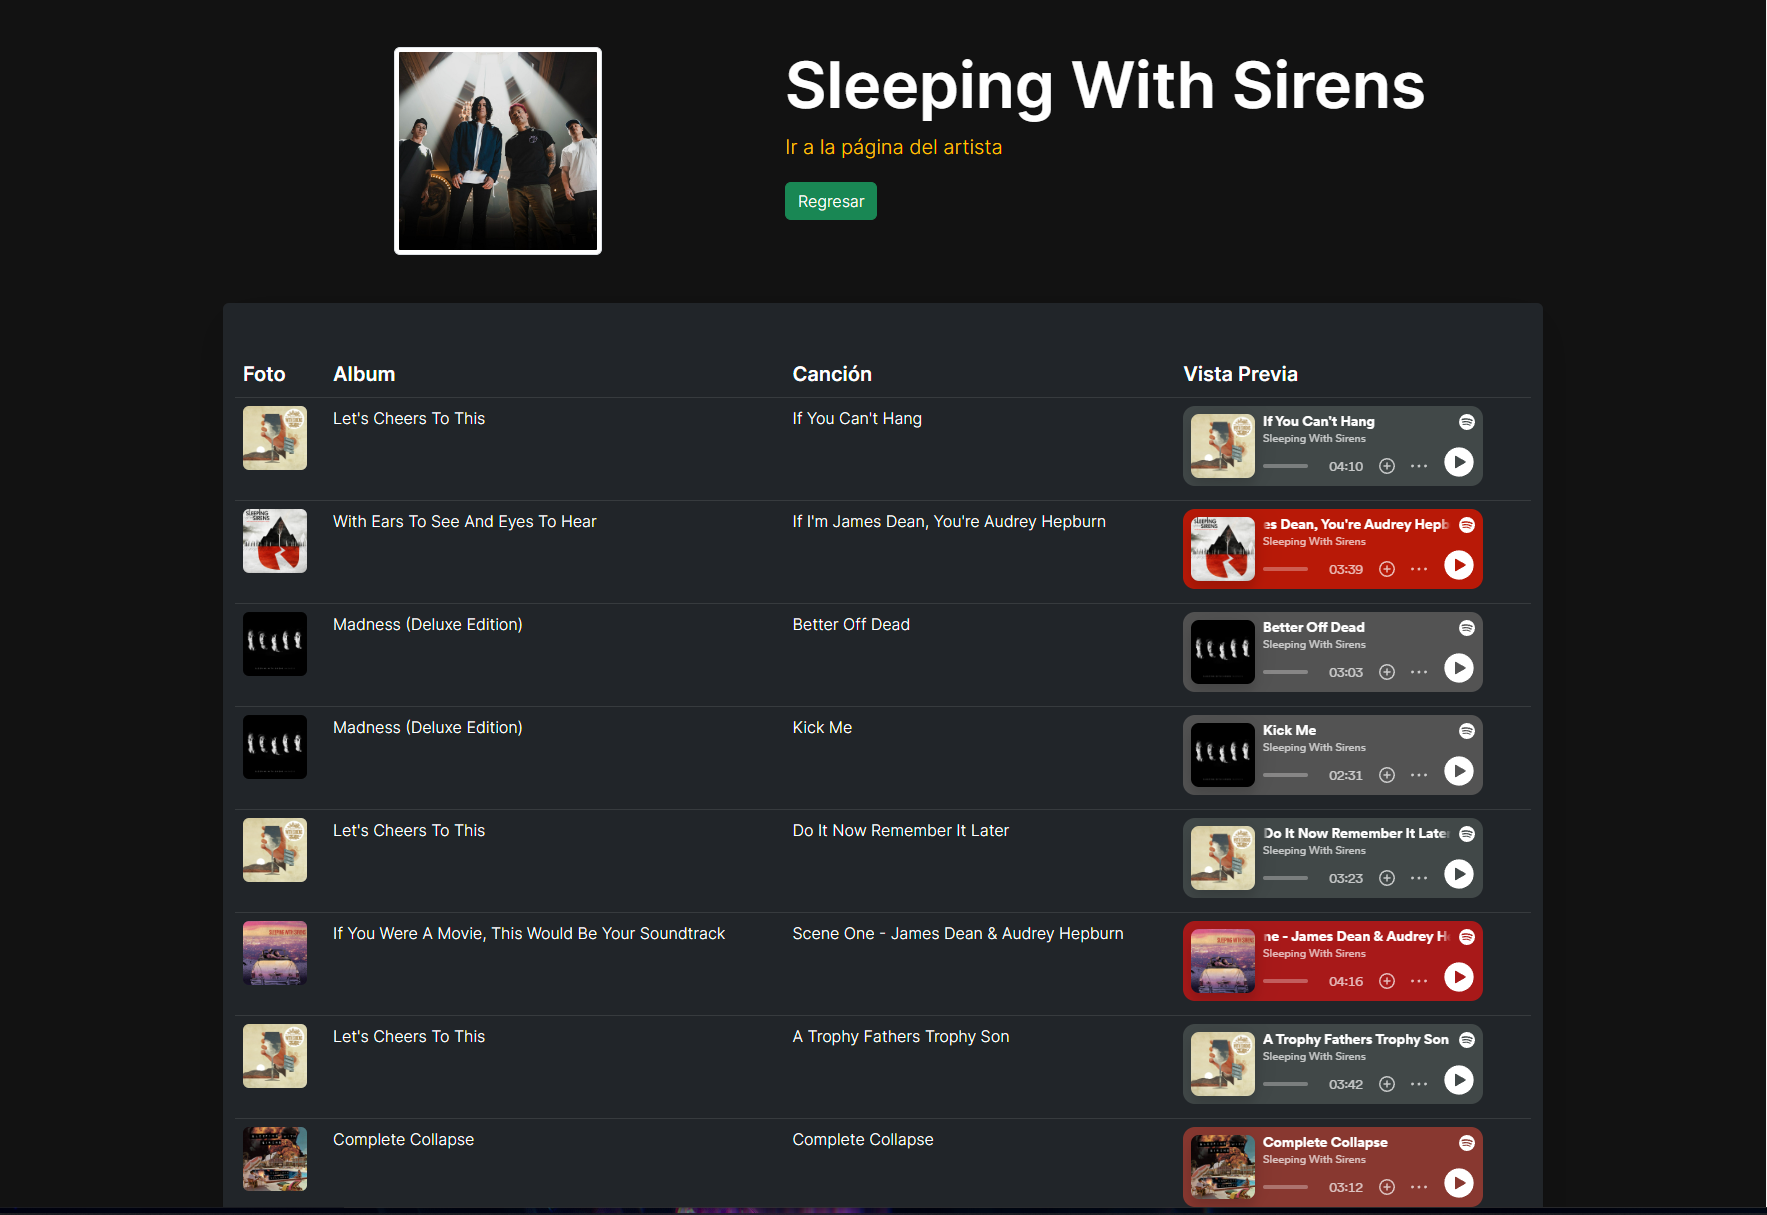 Sleeping With Sirens
Ir a la página del artista
Regresar
Foto Album Canción Vista Previa
Let's Cheers To This If You Can't Hang If You Can't Hang
Sleeping With Sirens
04:10
With Ears To See And Eyes To Hear If I'm James Dean, You're Audrey Hepburn es Dean, You're Audrey Hepb
Sleeping With Sirens
03:39
Madness (Deluxe Edition) Better Off Dead Better Off Dead
Sleeping With Sirens
03:03
Madness (Deluxe Edition) Kick Me Kick Me
Sleeping With Sirens
02:31
Let's Cheers To This Do It Now Remember It Later Do It Now Remember It Later
Sleeping With Sirens
03:23
If You Were A Movie, This Would Be Your Soundtrack Scene One - James Dean & Audrey Hepburn ne - James Dean & Audrey He
Sleeping With Sirens
04:16
Let's Cheers To This A Trophy Fathers Trophy Son A Trophy Fathers Trophy Son
Sleeping With Sirens
03:42
Complete Collapse Complete Collapse Complete Collapse
Sleeping With Sirens
03:12